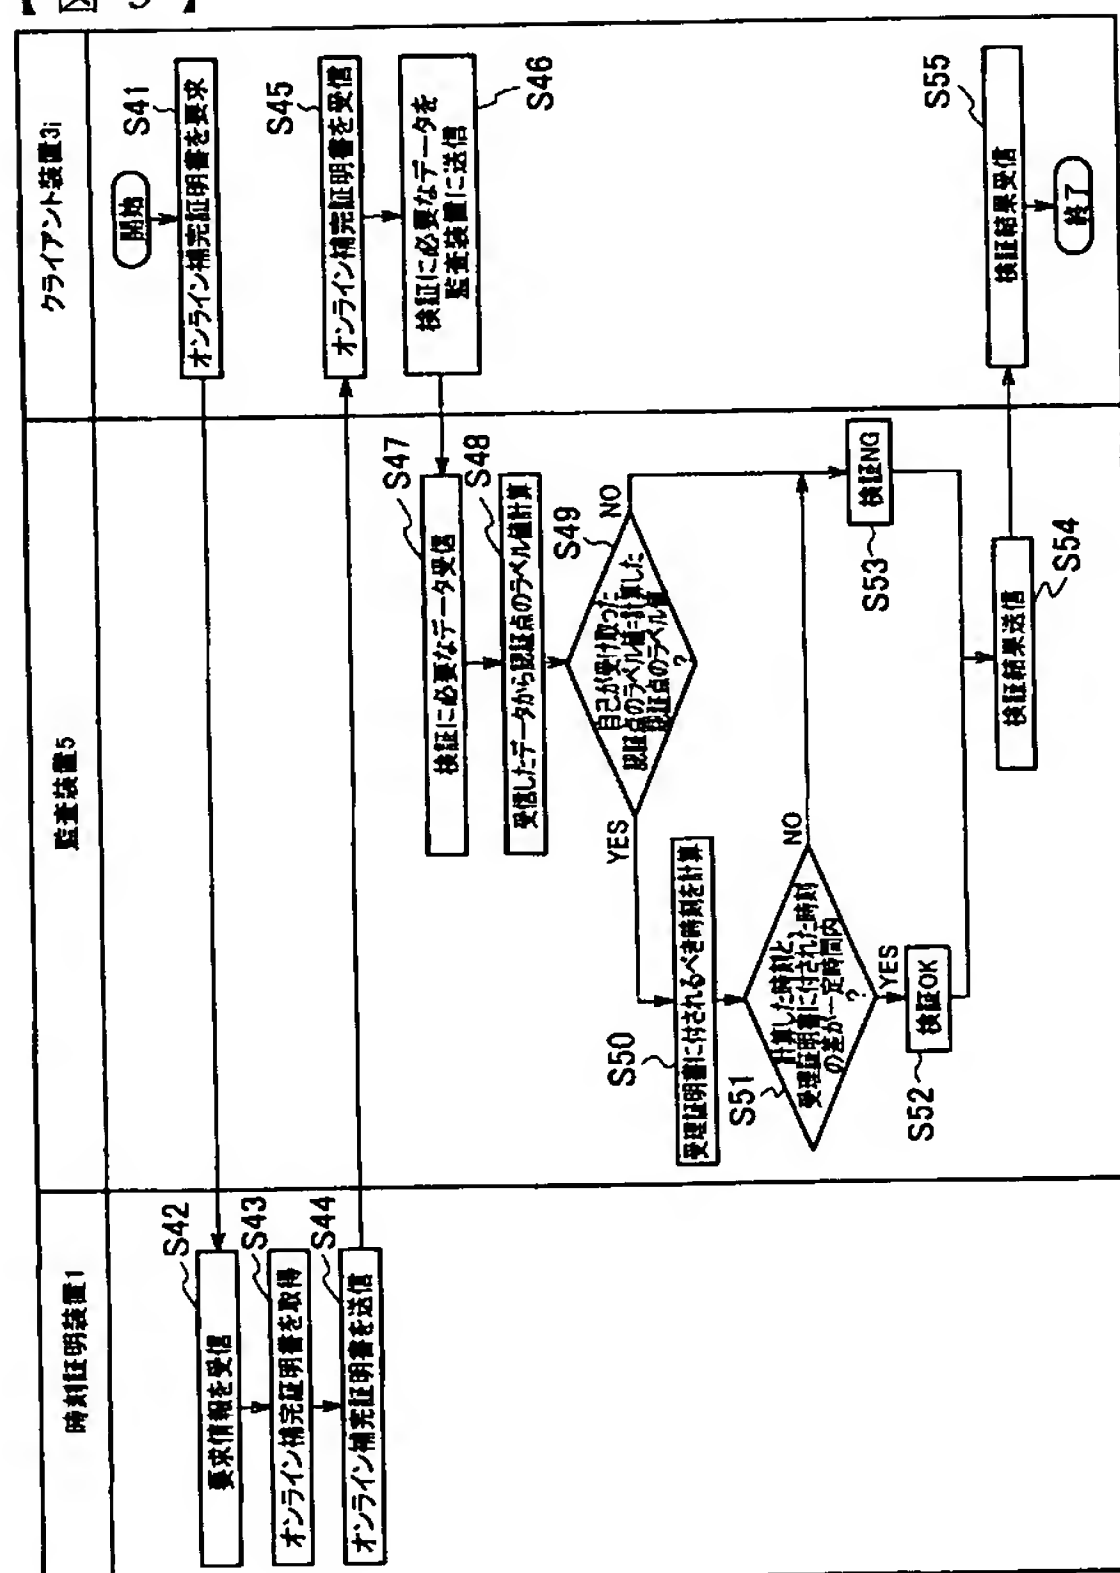 【図 5】
クライアント装置3i
開始
S41
オンライン補完証明書を要求
S45
オンライン補完証明書を受信
S46
検証に必要なデータを
監査装置に送信
S55
検証結果受信
終了
監査装置5
S47
検証に必要なデータ受信
S48
受信したデータから認証点のラベル値計算
S49
自己が受け取った
認証点のラベル値=計算した
認証点のラベル値
?
NO
YES
S50
受理証明書に付されるべき時刻を計算
S51
計算した時刻と、
受理証明書に付された時刻
の差が一定時間内
?
NO
YES
S52
検証OK
S53
検証NG
S54
検証結果送信
時刻証明装置1
S42
要求情報を受信
S43
オンライン補完証明書を取得
S44
オンライン補完証明書を送信